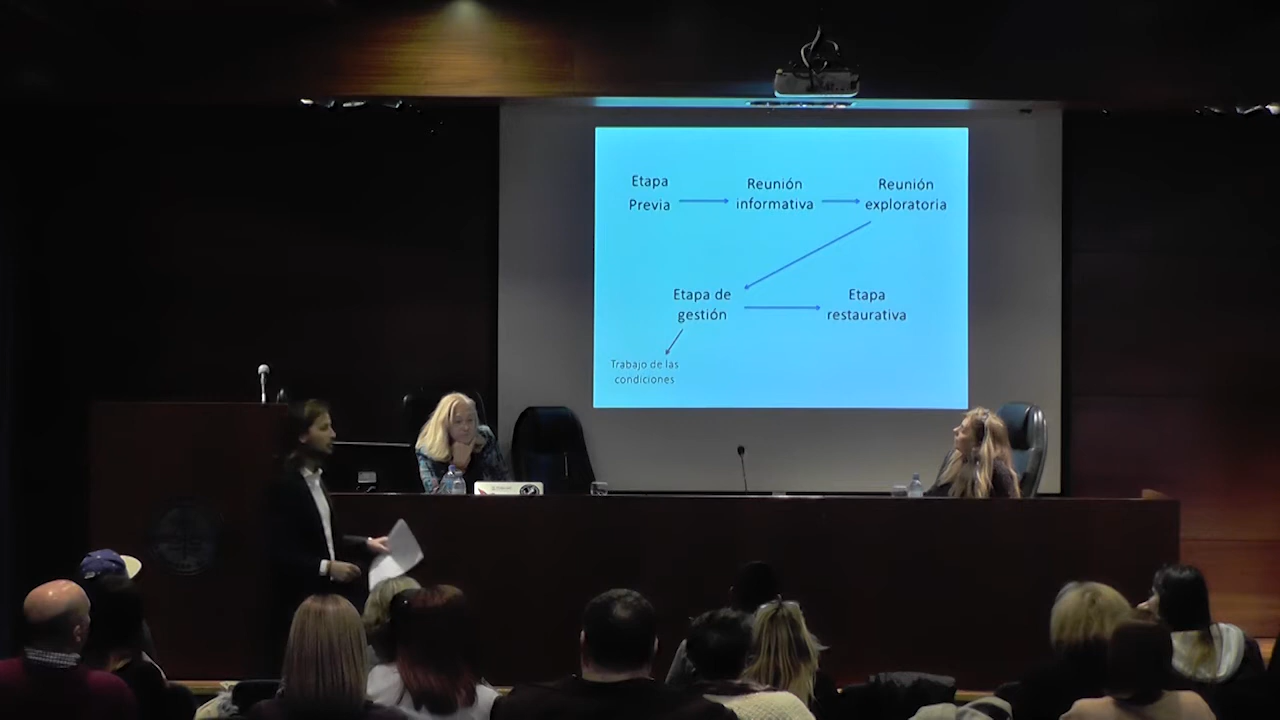 Etapa
Previa
Reunión
informativa
Reunión
exploratoria
Etapa de
gestión
Etapa
restaurativa
Trabajo de las
condiciones